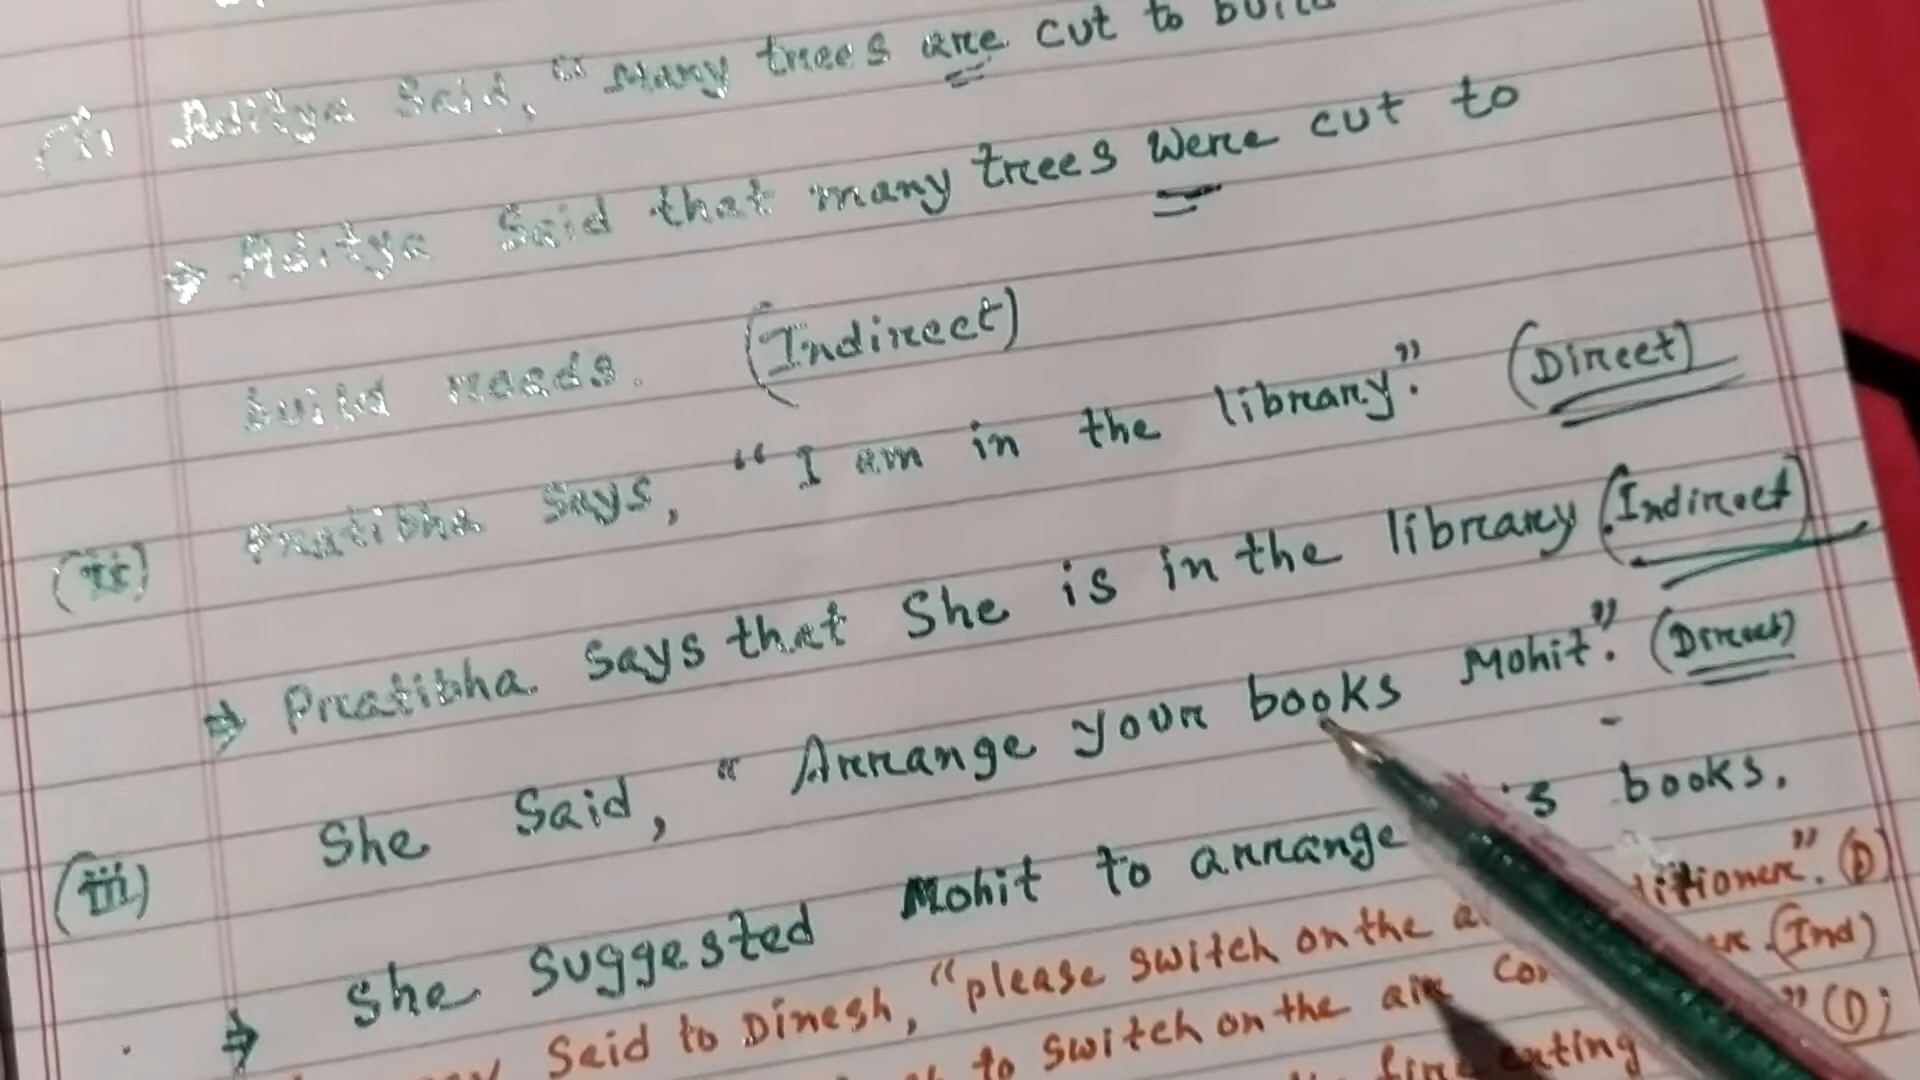 (i) Aditya said, "Many trees are cut to build
⇒ Aditya Said that many trees were cut to
build roads. (Indirect)
(ii) Pratibha says, "I am in the library". (Direct)
⇒ Pratibha says that She is in the library (Indirect)
(iii) She Said, "Arrange your books Mohit". (Direct)
⇒ She suggested Mohit to arrange books.
Said to Dinesh, "please switch on the (D)
to switch on the air (Ind)
" (D)